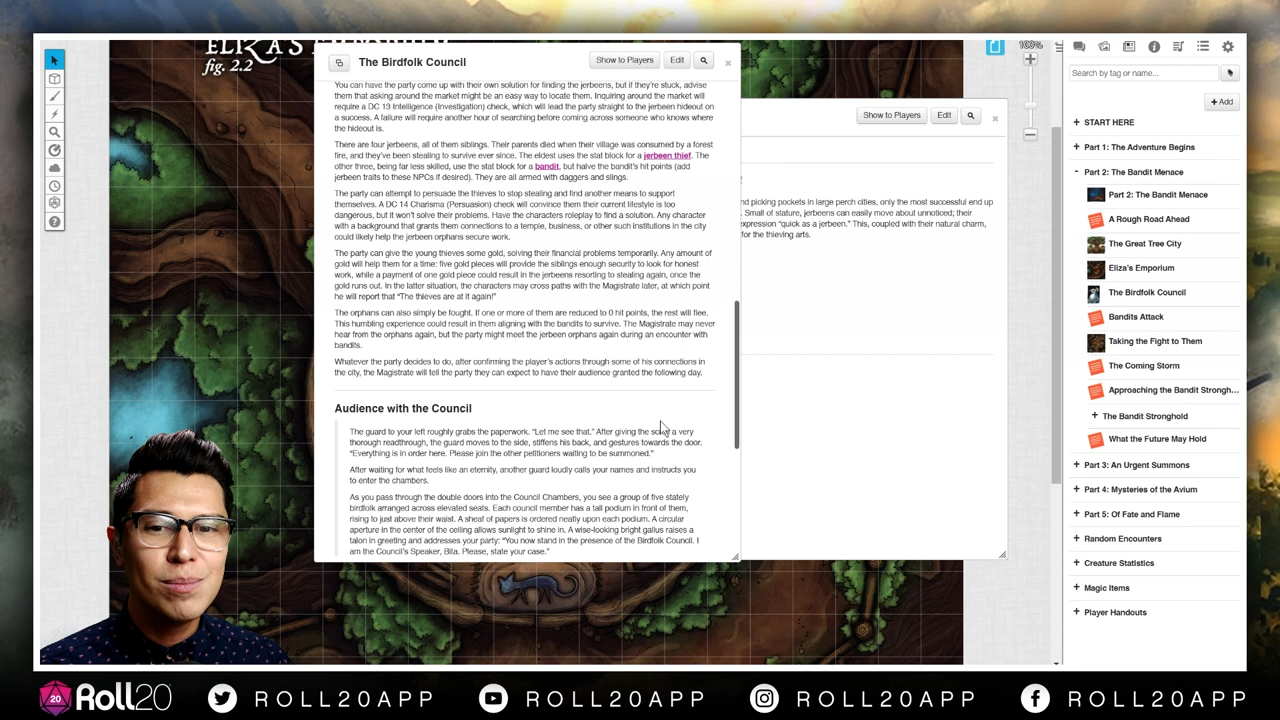 ELIZA'S EMPORIUM
fig. 2.2
The Birdfolk Council
Show to Players
Edit
You can have the party come up with their own solution for finding the jerbeens, but if they're stuck, advise
them that asking around the market might be an easy way to locate them. Inquiring around the market will
require a DC 13 Intelligence (Investigation) check, which will lead the party straight to the jerbeen hideout on
a success. A failure will require another hour of searching before coming across someone who knows where
the hideout is.
There are four jerbeens, all of them siblings. Their parents died when their village was consumed by a forest
fire, and they've been stealing to survive ever since. The eldest uses the stat block for a jerbeen thief. The
other three, being far less skilled, use the stat block for a bandit, but have the bandit's hit points (add
jerbeen traits to these NPCs if desired). They are all armed with daggers and slings.
The party can attempt to persuade the thieves to stop stealing and find another means to support
themselves. A DC 14 Charisma (Persuasion) check will convince them their current lifestyle is too
dangerous, but it won't solve their problems. Have the characters roleplay to find a solution. Any character
with a background that grants them connections to a temple, business, or other such institutions in the city
could likely help the jerbeen orphans secure work.
The party can give the young thieves some gold, solving their financial problems temporarily. Any amount of
gold will help them for a time: five gold pieces will provide the siblings enough security to look for honest
work, while a payment of one gold piece could result in the jerbeens resorting to stealing again, once the
gold runs out. In the latter situation, the characters may cross paths with the Magistrate later, at which point
he will report that “The thieves are at it again!”
The orphans can also simply be fought. If one or more of them are reduced to 0 hit points, the rest will flee.
This humbling experience could result in them aligning with the bandits to survive. The Magistrate may never
hear from the orphans again, but the party might meet the jerbeen orphans again during an encounter with
bandits.
Whatever the party decides to do, after confirming the player's actions through some of his connections in
the city, the Magistrate will tell the party they can expect to have their audience granted the following day.
Audience with the Council
The guard to your left roughly grabs the paperwork. “Let me see that.” After giving the a very
thorough readthrough, the guard moves to the side, stiffens his back, and gestures towards the door.
“Everything is in order here. Please join the other petitioners waiting to be summoned.”
After waiting for what feels like an eternity, another guard loudly calls your names and instructs you
to enter the chambers.
As you pass through the double doors into the Council Chambers, you see a group of five stately
birdfolk arranged across elevated seats. Each council member has a tall podium in front of them,
rising to just above their waist. A sheaf of papers is ordered neatly upon each podium. A circular
aperture in the center of the ceiling allows sunlight to shine in. A wise-looking bright gallus raises a
talon in greeting and addresses your party: “You now stand in the presence of the Birdfolk Council. I
am the Council's Speaker, Bita. Please, state your case.”
Show to Players
Edit
nd picking pockets in large perch cities, only the most successful end up
. Small of stature, jerbeens can easily move about unnoticed; their
expression “quick as a jerbeen.” This, coupled with their natural charm,
for the thieving arts.
100%
Search by tag or name...
+ Add
+ START HERE
+ Part 1: The Adventure Begins
- Part 2: The Bandit Menace
Part 2: The Bandit Menace
A Rough Road Ahead
The Great Tree City
Eliza's Emporium
The Birdfolk Council
Bandits Attack
Taking the Fight to Them
The Coming Storm
Approaching the Bandit Strongh...
+ The Bandit Stronghold
What the Future May Hold
+ Part 3: An Urgent Summons
+ Part 4: Mysteries of the Avium
+ Part 5: Of Fate and Flame
+ Random Encounters
+ Creature Statistics
+ Magic Items
+ Player Handouts
20
Roll20
ROLL20APP
ROLL20APP
ROLL20APP
ROLL20APP